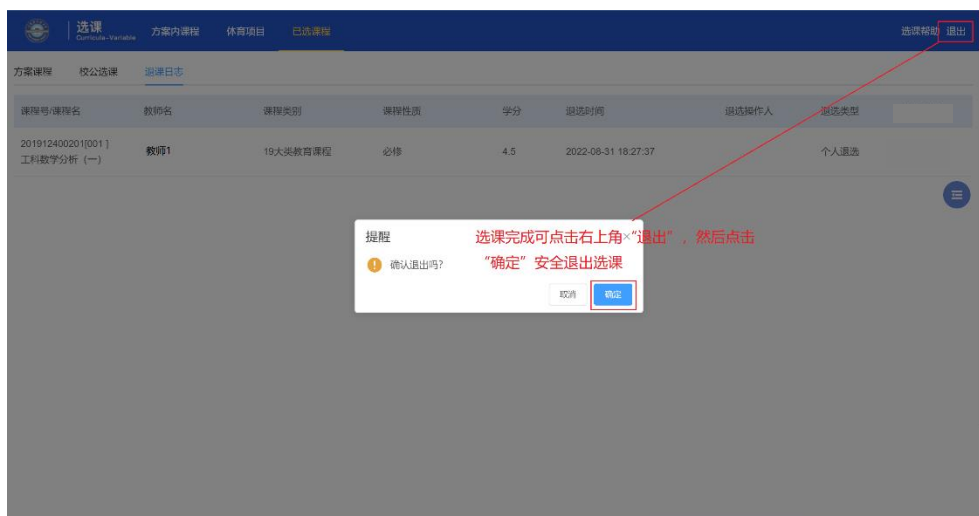 选课 方案内课程 体育项目 已选课程 选课帮助 退出
Curricula-Variable
方案课程 校公选课 退课日志
课程号/课程名 教师名 课程类别 课程性质 学分 退选时间 退选操作人 退选类型
201912400201[001 ] 教师1 19大类教育课程 必修 4.5 2022-08-31 18:27:37 个人退选
工科数学分析（一）
提醒 选课完成可点击右上角“退出”，然后点击
确认退出吗? “确定”安全退出选课
取消 确定